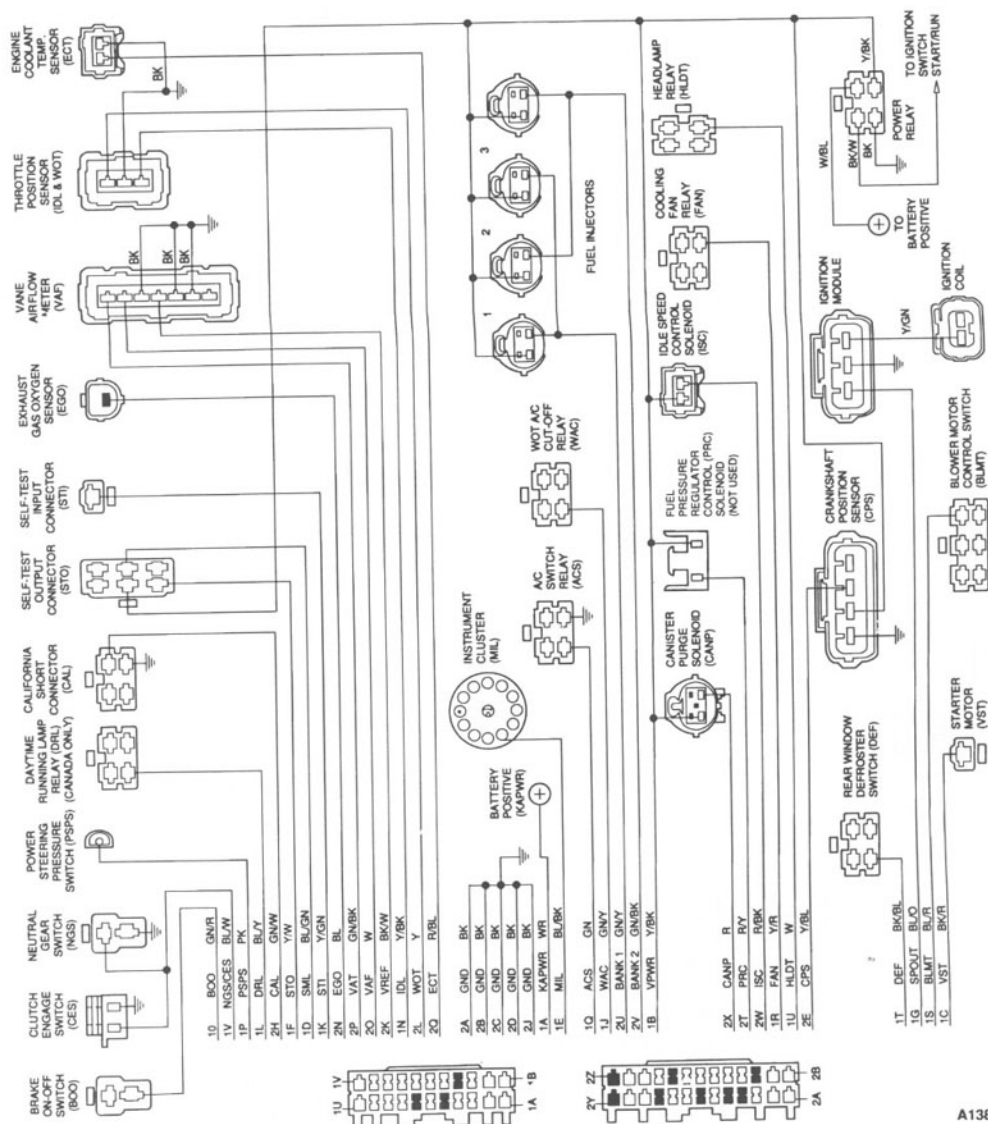 ENGINE
COOLANT
TEMP.
SENSOR
(ECT)
THROTTLE
POSITION
SENSOR
(IDL & WOT)
VANE
AIRFLOW
METER
(VAF)
EXHAUST
GAS OXYGEN
SENSOR
(EGO)
SELF-TEST
INPUT
CONNECTOR
(STI)
SELF-TEST
OUTPUT
CONNECTOR
(STO)
CALIFORNIA
SHORT
CONNECTOR
(CAL)
DAYTIME
RUNNING LAMP
RELAY (DRL)
(CANADA ONLY)
POWER
STEERING
PRESSURE
SWITCH (PSPS)
NEUTRAL
GEAR
SWITCH
(NGS)
CLUTCH
ENGAGE
SWITCH
(CES)
BRAKE
ON-OFF
SWITCH
(BOO)
BK
BK
BK
BK
1O BOO GN/R
1V NGS/CES BL/W
1P PSPS PK
1L DRL BL/Y
2H CAL GN/W
1F STO Y/W
1D SML BL/GN
1K STI Y/GN
2N EGO BL
2P VAT GN/BK
2O VAF W
2K VREF BK/W
1N IDL Y/BK
2L WOT Y
2Q ECT R/BL
2A GND BK
2B GND BK
2C GND BK
2D GND BK
2J GND BK
1A KAPWR WR
1E MIL BL/BK
1Q ACS GN
1J WAC GN/Y
2U BANK 1 GN/Y
2V BANK 2 GN/BK
1B VPWR Y/BK
2X CANP R
2T PRC R/Y
2W ISC R/BK
1R FAN Y/R
1U HLDT W
2E CPS Y/BL
1T DEF BK/BL
1G SPOUT BL/O
1S BLMT BL/R
1C VST BK/R
BATTERY
POSITIVE
(KAPWR)
INSTRUMENT
CLUSTER
(MIL)
A/C
SWITCH
RELAY
(ACS)
WOT A/C
CUT-OFF
RELAY
(WAC)
1
2
3
FUEL INJECTORS
CANISTER
PURGE
SOLENOID
(CANP)
FUEL
PRESSURE
REGULATOR
CONTROL (PRC)
SOLENOID
(NOT USED)
IDLE SPEED
CONTROL
SOLENOID
(ISC)
COOLING
FAN
RELAY
(FAN)
HEADLAMP
RELAY
(HLDT)
REAR WINDOW
DEFROSTER
SWITCH (DEF)
STARTER
MOTOR
(VST)
CRANKSHAFT
POSITION
SENSOR
(CPS)
BLOWER MOTOR
CONTROL SWITCH
(BLMT)
IGNITION
MODULE
Y/GN
IGNITION
COIL
TO
BATTERY
POSITIVE
W/BL
BK/W
BK
Y/BK
POWER
RELAY
TO IGNITION
SWITCH
START/RUN
1U
1V
1A
1B
2Y
2Z
2A
2B
A138